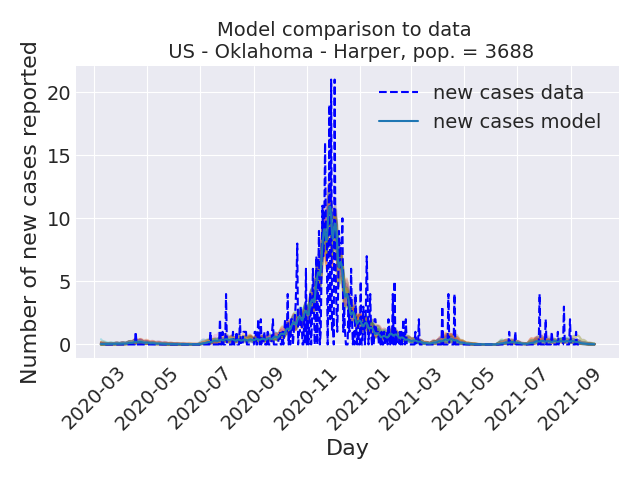 Model comparison to data
US - Oklahoma - Harper, pop. = 3688
Number of new cases reported
20
15
10
5
0
new cases data
new cases model
2020-03
2020-05
2020-07
2020-09
2020-11
2021-01
2021-03
2021-05
2021-07
2021-09
Day